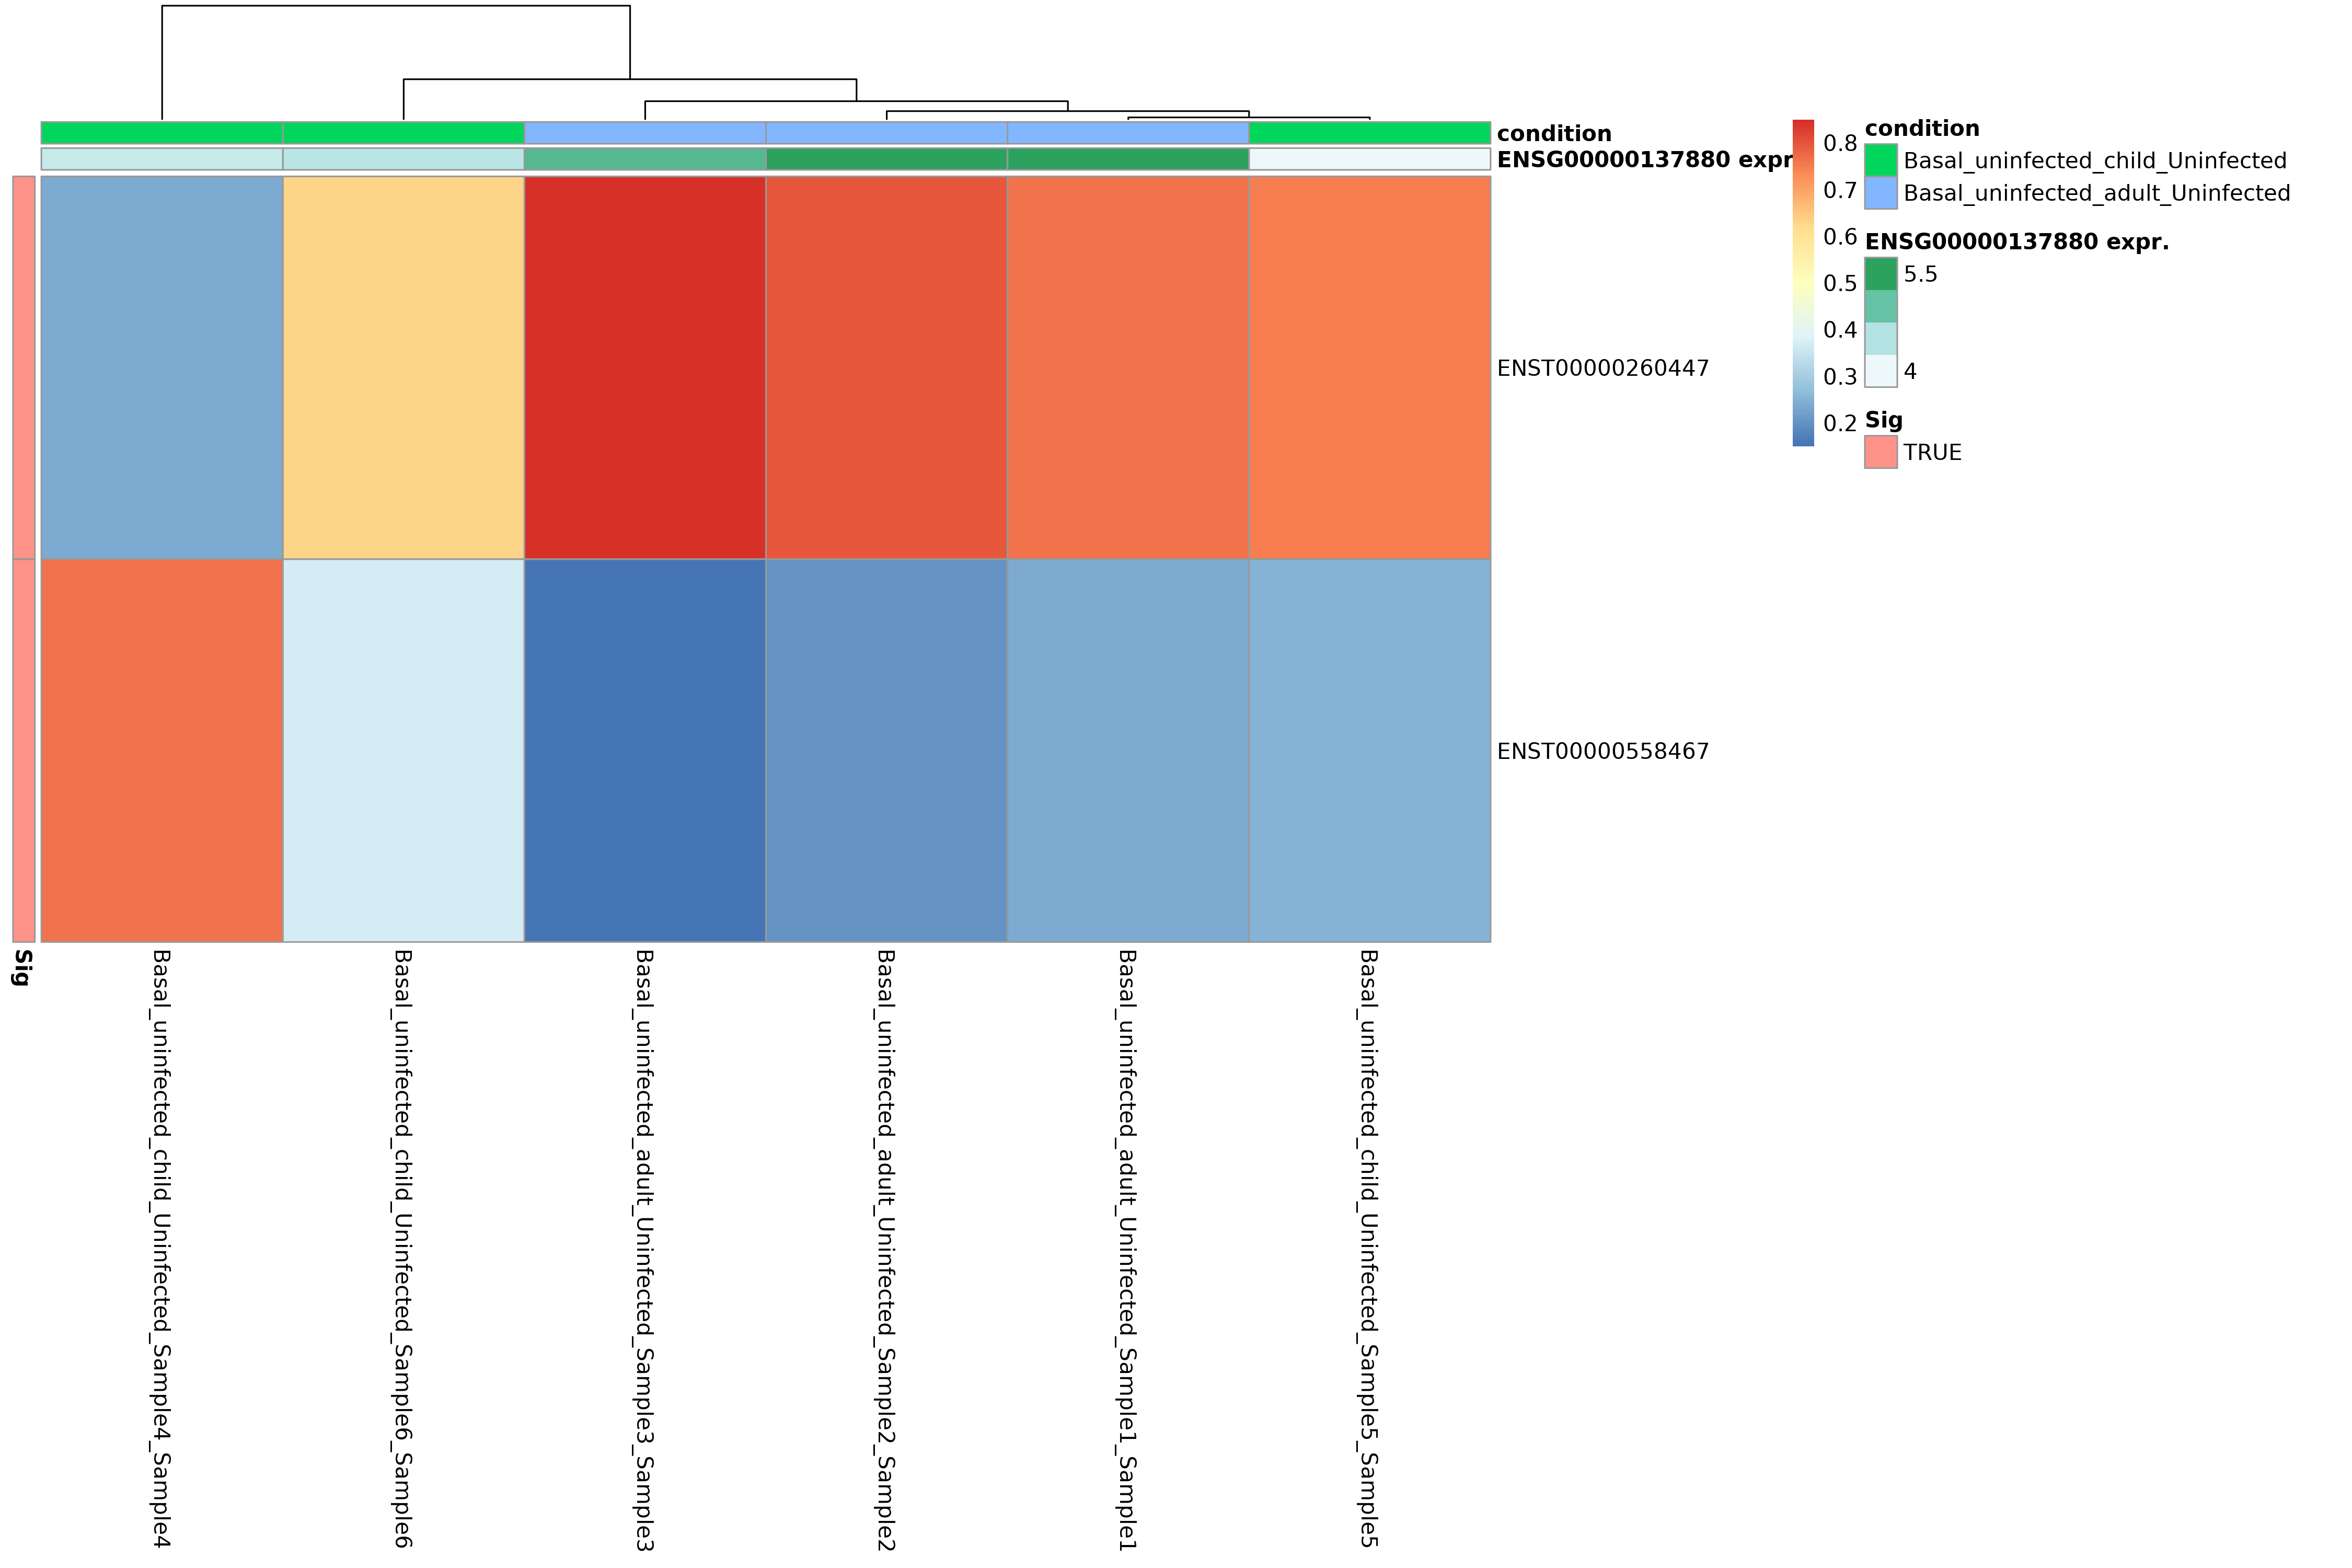 condition
ENSG00000137880 expr
ENST00000260447
ENST00000558467
Sig
Basal_uninfected_child_Uninfected_Sample4_Sample4
Basal_uninfected_child_Uninfected_Sample6_Sample6
Basal_uninfected_adult_Uninfected_Sample3_Sample3
Basal_uninfected_adult_Uninfected_Sample2_Sample2
Basal_uninfected_adult_Uninfected_Sample1_Sample1
Basal_uninfected_child_Uninfected_Sample5_Sample5
0.8
0.7
0.6
0.5
0.4
0.3
0.2
condition
Basal_uninfected_child_Uninfected
Basal_uninfected_adult_Uninfected
ENSG00000137880 expr.
5.5
4
Sig
TRUE